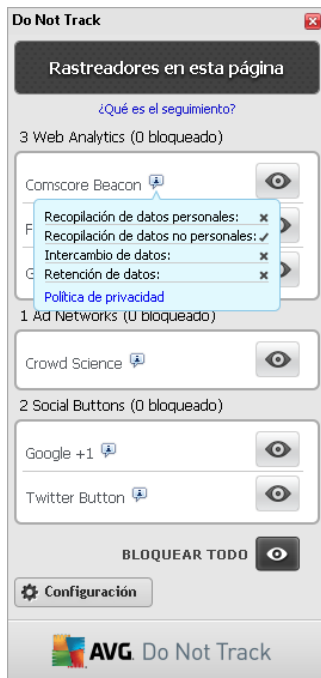 Do Not Track
Rastreadores en esta página
¿Qué es el seguimiento?
3 Web Analytics (0 bloqueado)
Comscore Beacon
Recopilación de datos personales:
Recopilación de datos no personales:
Intercambio de datos:
Retención de datos:
Política de privacidad
1 Ad Networks (0 bloqueado)
Crowd Science
2 Social Buttons (0 bloqueado)
Google +1
Twitter Button
BLOQUEAR TODO
Configuración
AVG. Do Not Track